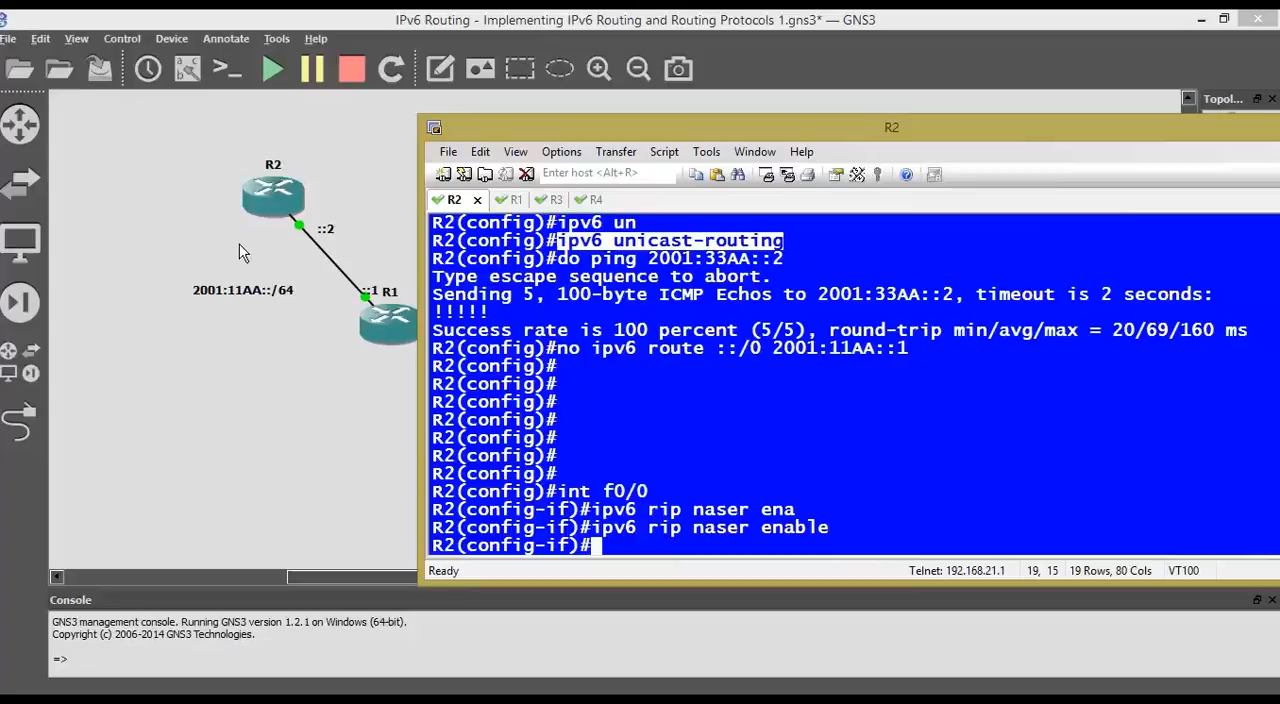 IPv6 Routing - Implementing IPv6 Routing and Routing Protocols 1.gns3* — GNS3
File Edit View Control Device Annotate Tools Help
Topol...
R2
::2
2001:11AA::/64
::1 R1
R2
File Edit View Options Transfer Script Tools Window Help
Enter host <Alt+R>
R2 R1 R3 R4
R2(config)#ipv6 un
R2(config)#ipv6 unicast-routing
R2(config)#do ping 2001:33AA::2
Type escape sequence to abort.
Sending 5, 100-byte ICMP Echos to 2001:33AA::2, timeout is 2 seconds:
!!!!!
Success rate is 100 percent (5/5), round-trip min/avg/max = 20/69/160 ms
R2(config)#no ipv6 route ::/0 2001:11AA::1
R2(config)#
R2(config)#
R2(config)#
R2(config)#
R2(config)#
R2(config)#
R2(config)#
R2(config)#int f0/0
R2(config-if)#ipv6 rip naser ena
R2(config-if)#ipv6 rip naser enable
R2(config-if)#
Ready Telnet: 192.168.21.1 19, 15 19 Rows, 80 Cols VT100
Console
GNS3 management console. Running GNS3 version 1.2.1 on Windows (64-bit).
Copyright (c) 2006-2014 GNS3 Technologies.
=>